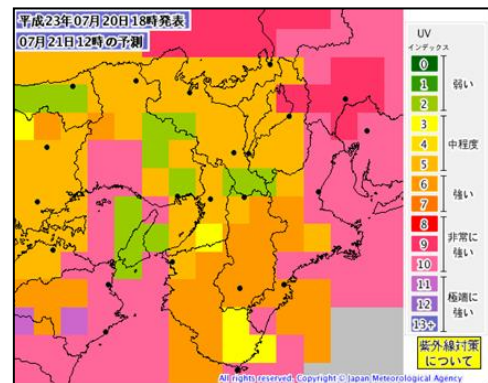 平成23年07月20日18時発表
07月21日12時の予測
UV
インデックス
0
1
2
弱い
3
4
5
中程度
6
7
強い
8
9
10
非常に
強い
11
12
13+
極端に
強い
紫外線対策
について
All rights reserved. Copyright © Japan Meteorological Agency